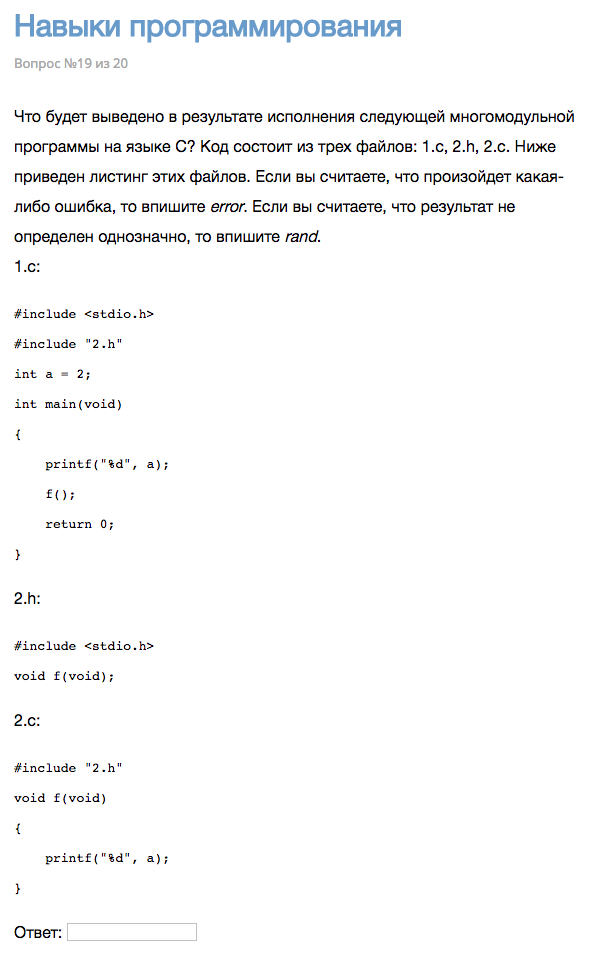 Навыки программирования
Вопрос №19 из 20
Что будет выведено в результате исполнения следующей многомодульной
программы на языке С? Код состоит из трех файлов: 1.c, 2.h, 2.c. Ниже
приведен листинг этих файлов. Если вы считаете, что произойдет какая-
либо ошибка, то впишите error. Если вы считаете, что результат не
определен однозначно, то впишите rand.
1.c:
#include <stdio.h>
#include "2.h"
int a = 2;
int main(void)
{
    printf("%d", a);
    f();
    return 0;
}
2.h:
#include <stdio.h>
void f(void);
2.c:
#include "2.h"
void f(void)
{
    printf("%d", a);
}
Ответ: